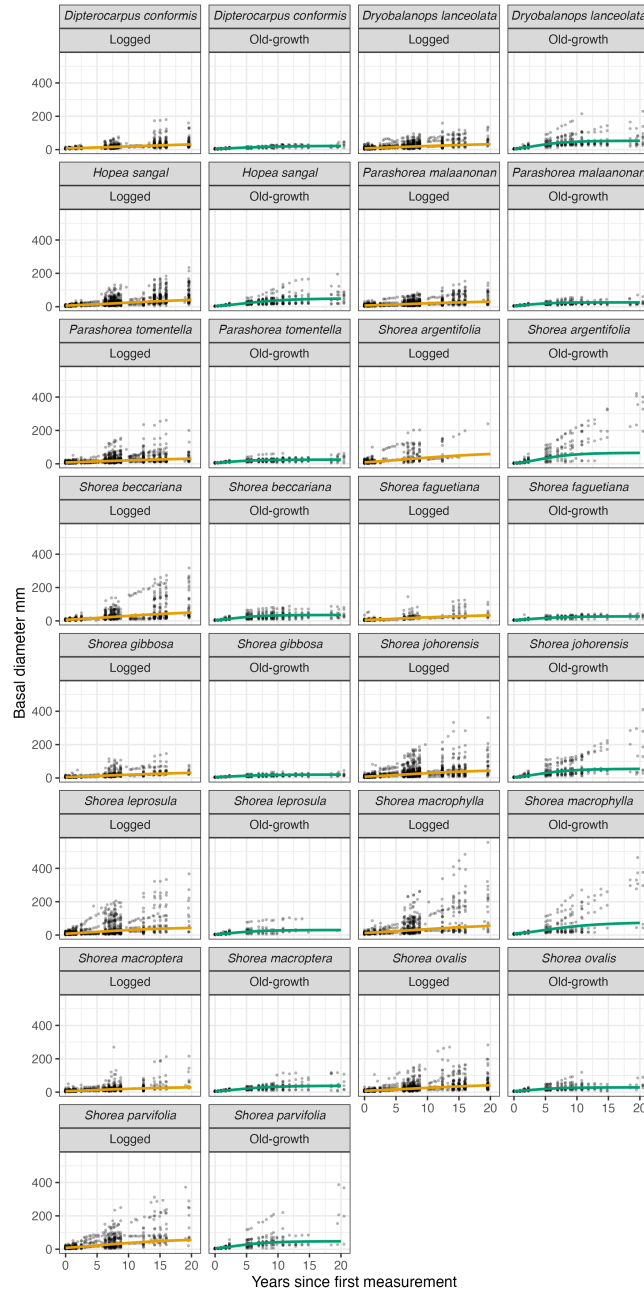 Dipterocarpus conformis Dipterocarpus conformis Dryobalanops lanceolata Dryobalanops lanceolata
Logged Old-growth Logged Old-growth
400
200
0
Hopea sangal Hopea sangal Parashorea malaanonan Parashorea malaanonan
Logged Old-growth Logged Old-growth
400
200
0
Parashorea tomentella Parashorea tomentella Shorea argentifolia Shorea argentifolia
Logged Old-growth Logged Old-growth
400
200
0
Shorea beccariana Shorea beccariana Shorea faguetiana Shorea faguetiana
Logged Old-growth Logged Old-growth
400
200
0
Basal diameter mm
Shorea gibbosa Shorea gibbosa Shorea johorensis Shorea johorensis
Logged Old-growth Logged Old-growth
400
200
0
Shorea leprosula Shorea leprosula Shorea macrophylla Shorea macrophylla
Logged Old-growth Logged Old-growth
400
200
0
Shorea macroptera Shorea macroptera Shorea ovalis Shorea ovalis
Logged Old-growth Logged Old-growth
400
200
0
0 5 10 15 20 0 5 10 15 20
Shorea parvifolia Shorea parvifolia
Logged Old-growth
400
200
0
0 5 10 15 20 0 5 10 15 20
Years since first measurement